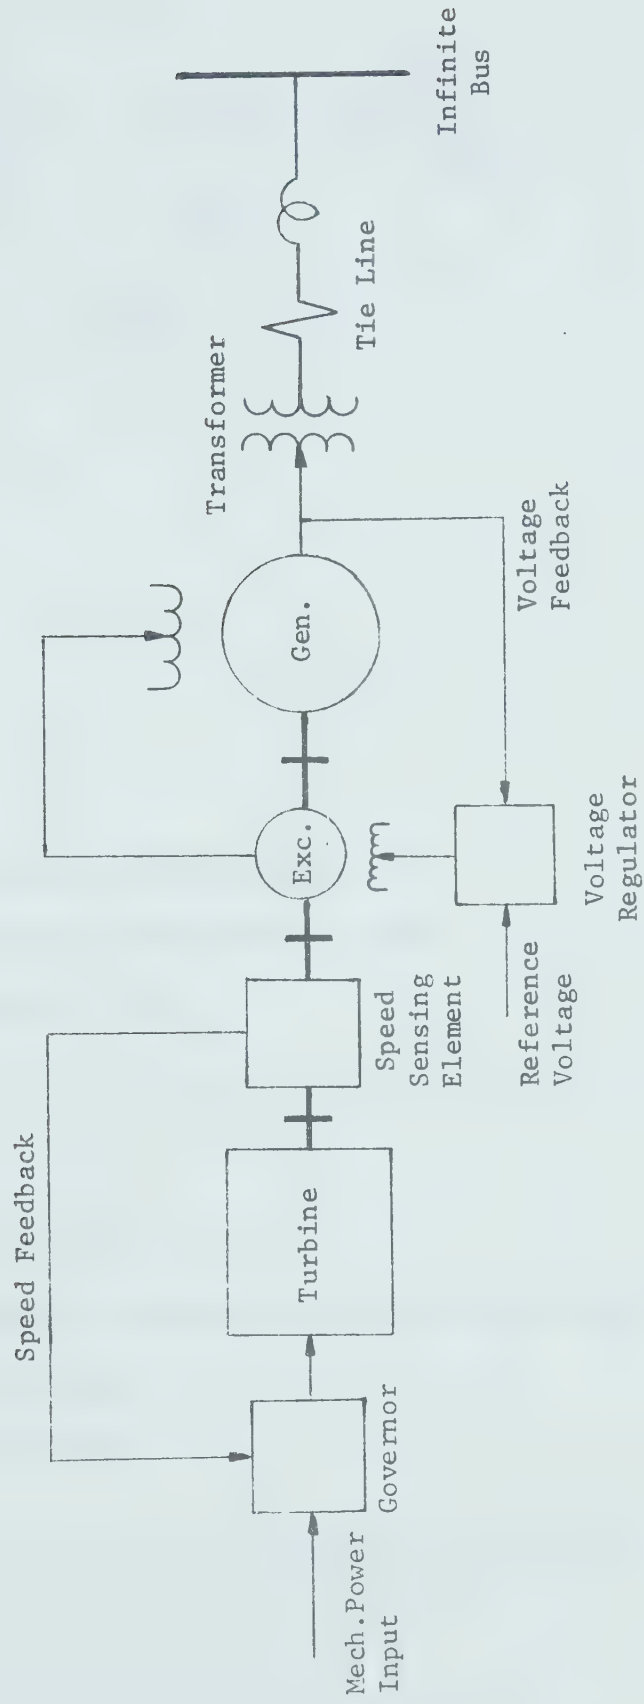 Speed Feedback
Mech.Power
Input
Governor
Turbine
Speed
Sensing
Element
Exc.
Gen.
Reference
Voltage
Voltage
Regulator
Voltage
Feedback
Transformer
Tie Line
Infinite
Bus